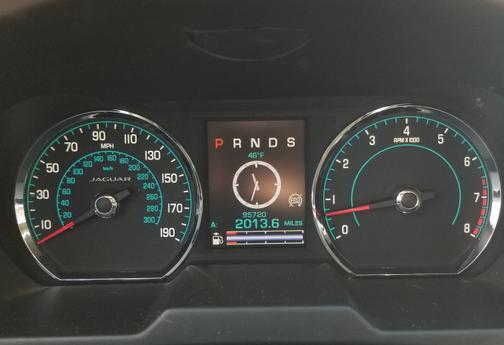 90 110
MPH
70 130
50 150
30 170
10 190
120 140 160
100 180
80 200
km/h
60 220
240
40 260
20 280
300
JAGUAR
P R N D S
46°F
95720
A: 2013.6 MILES
4
3 5
RPM X 1000
2 6
1 7
0 8